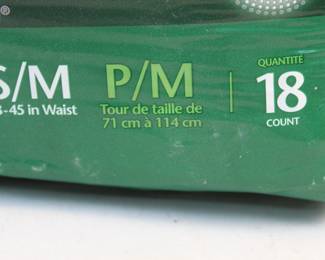 ®
S/M
-45 in Waist
P/M
Tour de taille de
71 cm à 114 cm
QUANTITÉ
18
COUNT